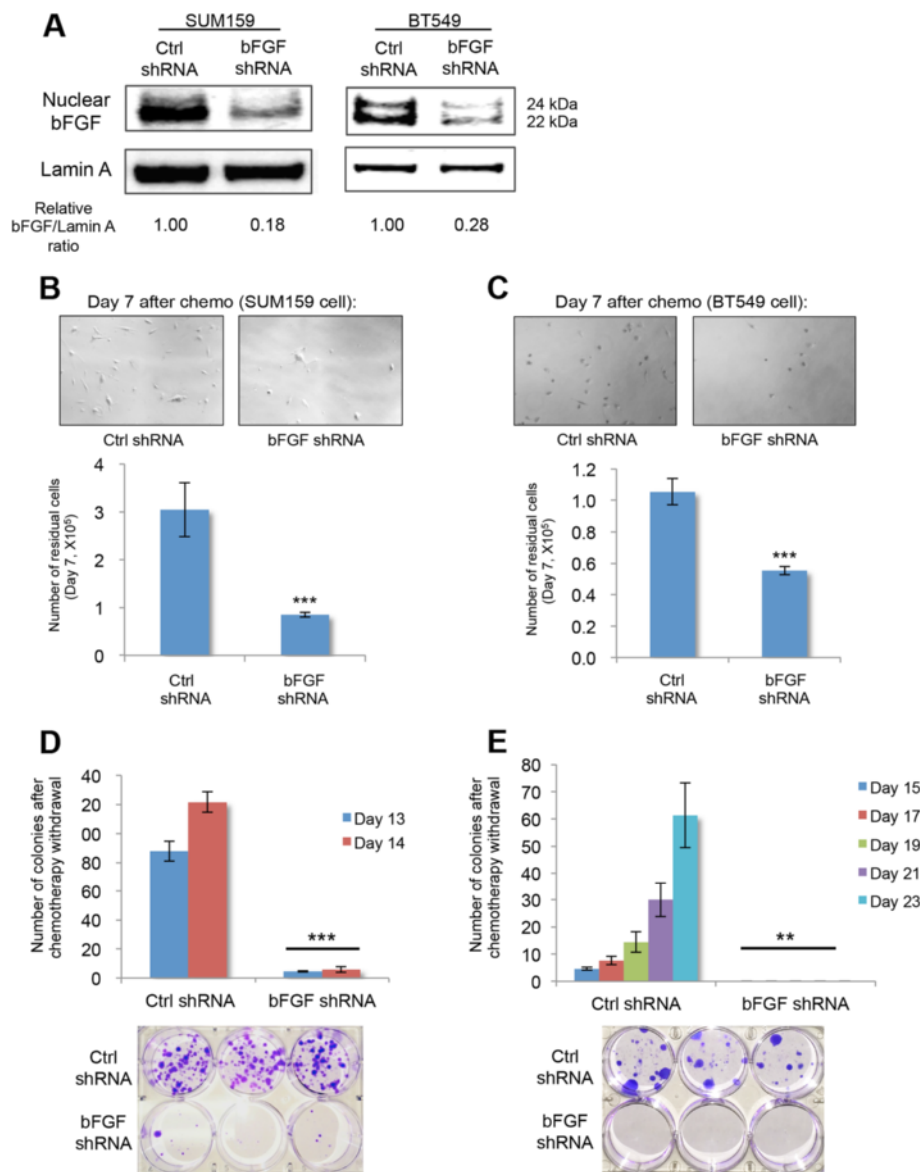 A
SUM159
BT549
Ctrl shRNA
bFGF shRNA
Ctrl shRNA
bFGF shRNA
Nuclear bFGF
24 kDa
22 kDa
Lamin A
Relative bFGF/Lamin A ratio
1.00
0.18
1.00
0.28
B
Day 7 after chemo (SUM159 cell):
Ctrl shRNA
bFGF shRNA
Number of residual cells
(Day 7, X10⁵)
4
3
2
1
0
***
Ctrl shRNA
bFGF shRNA
C
Day 7 after chemo (BT549 cell):
Ctrl shRNA
bFGF shRNA
Number of residual cells
(Day 7, X10⁵)
1.2
1.0
0.8
0.6
0.4
0.2
0.0
***
Ctrl shRNA
bFGF shRNA
D
Number of colonies after
chemotherapy withdrawal
40
20
00
80
60
40
20
0
Day 13
Day 14
***
Ctrl shRNA
bFGF shRNA
Ctrl shRNA
bFGF shRNA
E
Number of colonies after
chemotherapy withdrawal
80
70
60
50
40
30
20
10
0
Day 15
Day 17
Day 19
Day 21
Day 23
**
Ctrl shRNA
bFGF shRNA
Ctrl shRNA
bFGF shRNA